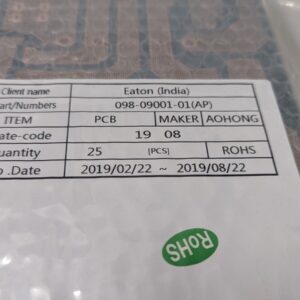 Client name Eaton (India)
art/Numbers 098-09001-01(AP)
ITEM PCB MAKER AOHONG
ate-code 19 08
uantity 25 [PCS] ROHS
p .Date 2019/02/22 ~ 2019/08/22
RoHS